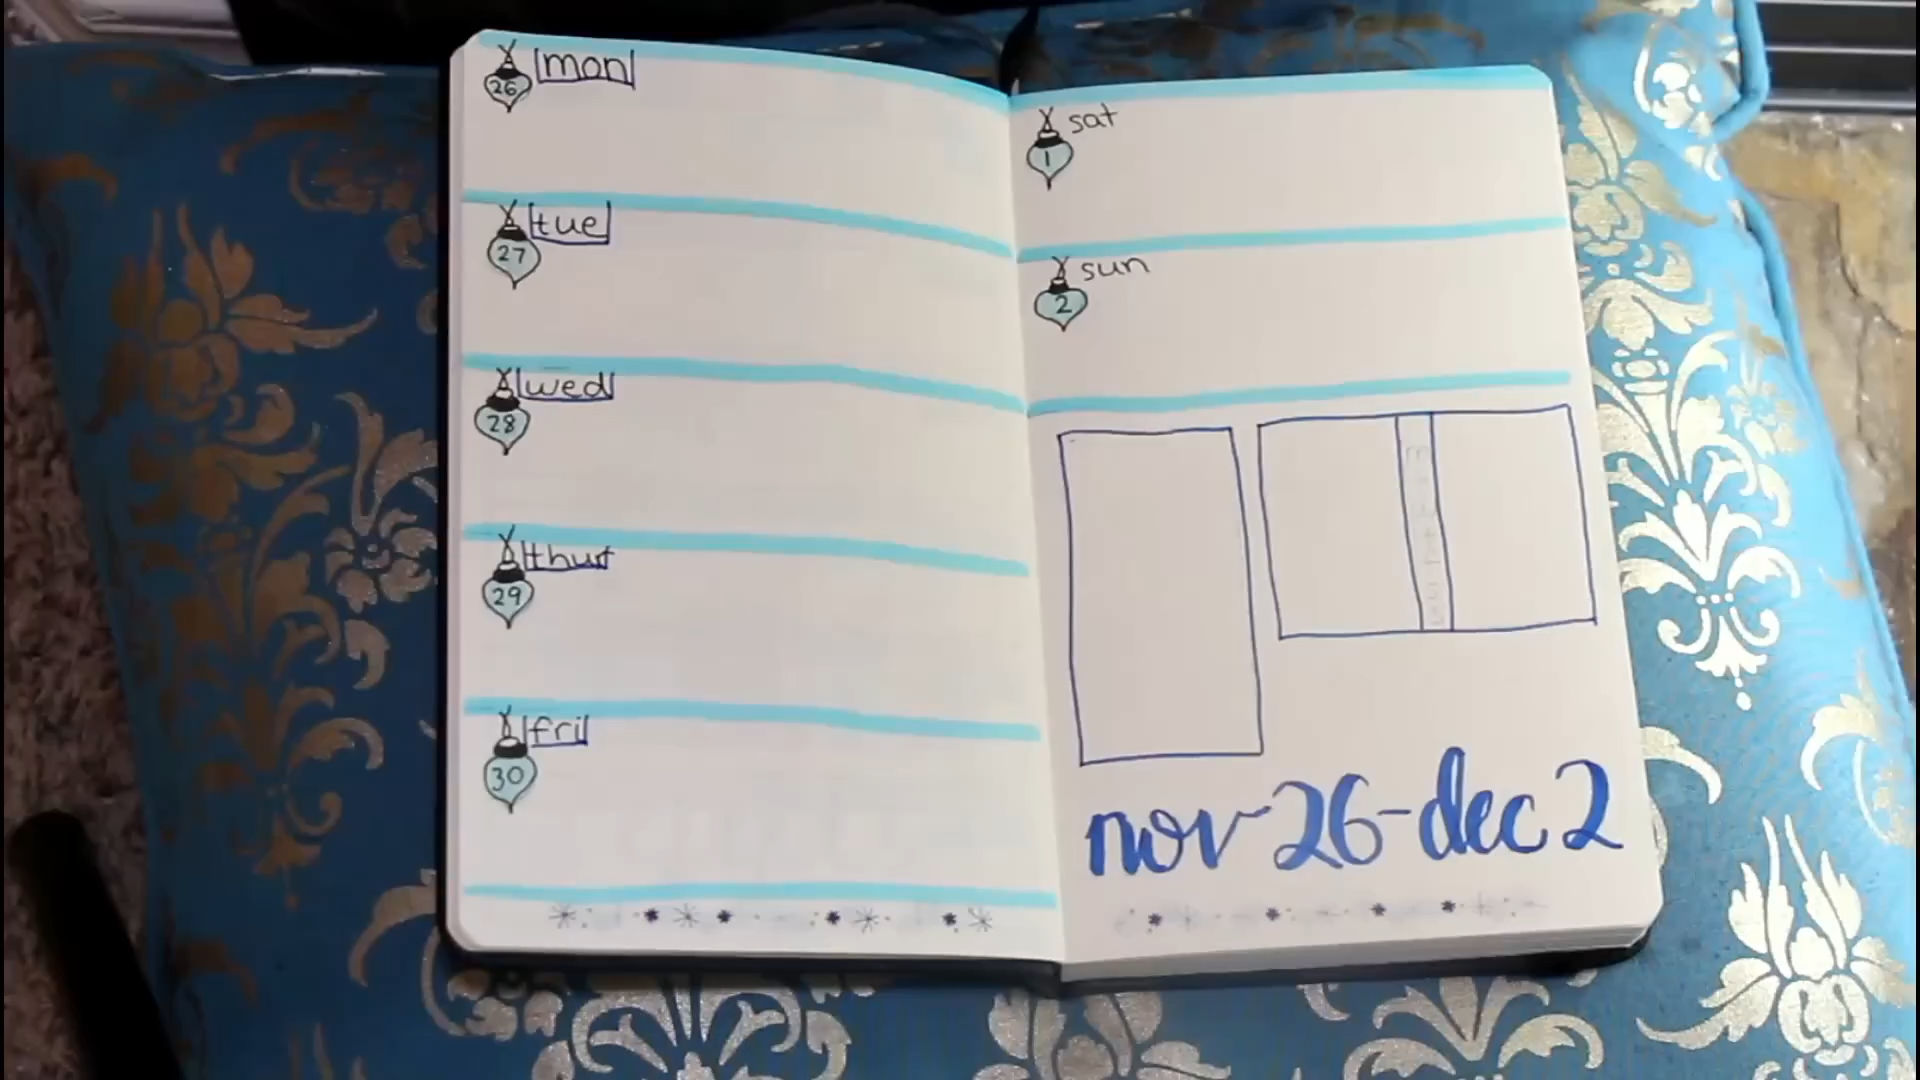 mon
26
tue
27
wed
28
thur
29
fri
30
sat
1
sun
2
nov 26-dec 2